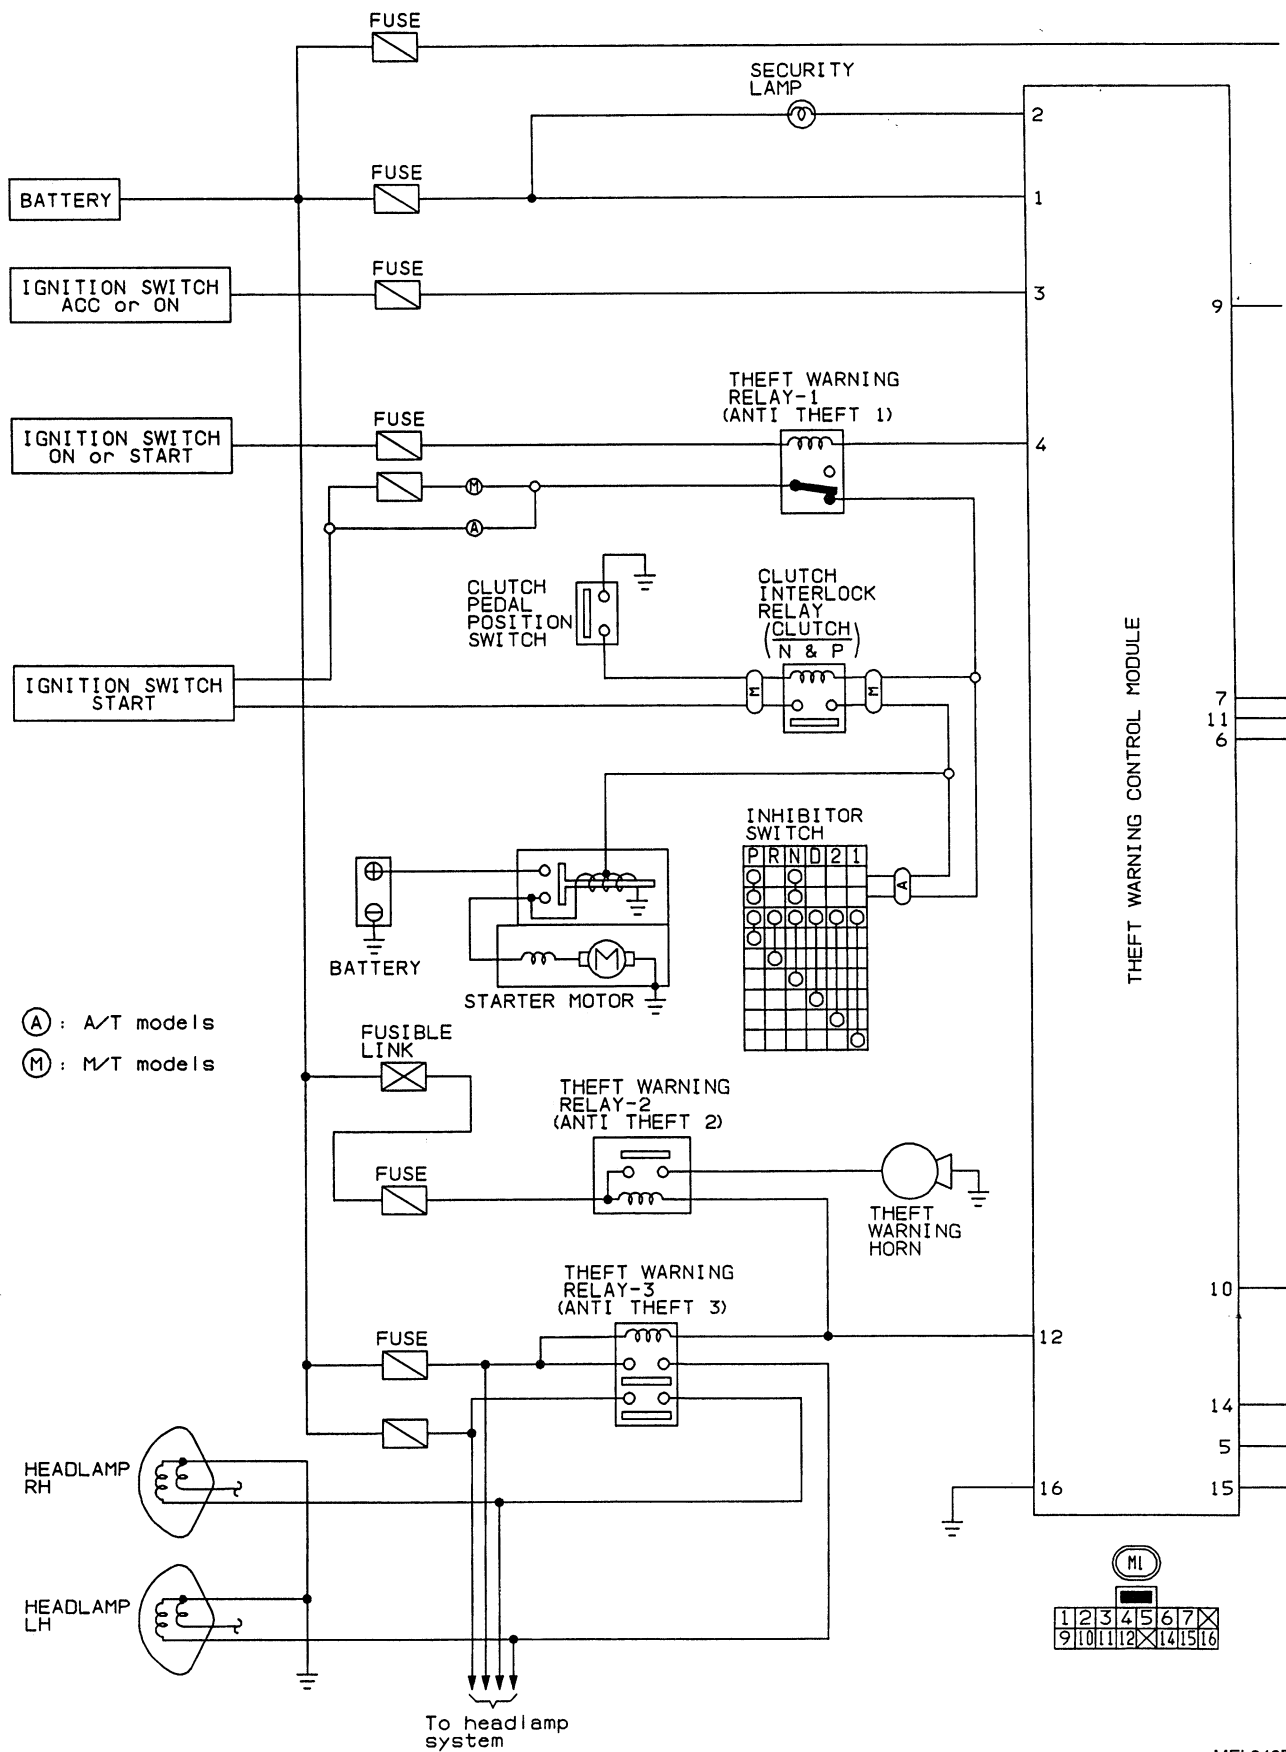 FUSE
SECURITY
LAMP
2
FUSE
BATTERY
1
FUSE
IGNITION SWITCH
ACC or ON
3
9
THEFT WARNING
RELAY-1
(ANTI THEFT 1)
FUSE
IGNITION SWITCH
ON or START
4
M
A
CLUTCH
PEDAL
POSITION
SWITCH
CLUTCH
INTERLOCK
RELAY
(CLUTCH/
N & P)
THEFT WARNING CONTROL MODULE
IGNITION SWITCH
START
M
M
7
11
6
INHIBITOR
SWITCH
P R N D 2 1
A
M
BATTERY
STARTER MOTOR
A : A/T models
M : M/T models
FUSIBLE
LINK
THEFT WARNING
RELAY-2
(ANTI THEFT 2)
FUSE
THEFT
WARNING
HORN
THEFT WARNING
RELAY-3
(ANTI THEFT 3)
10
FUSE
12
14
5
HEADLAMP
RH
16
15
M1
HEADLAMP
LH
1 2 3 4 5 6 7
9 10 11 12 14 15 16
To headlamp
system